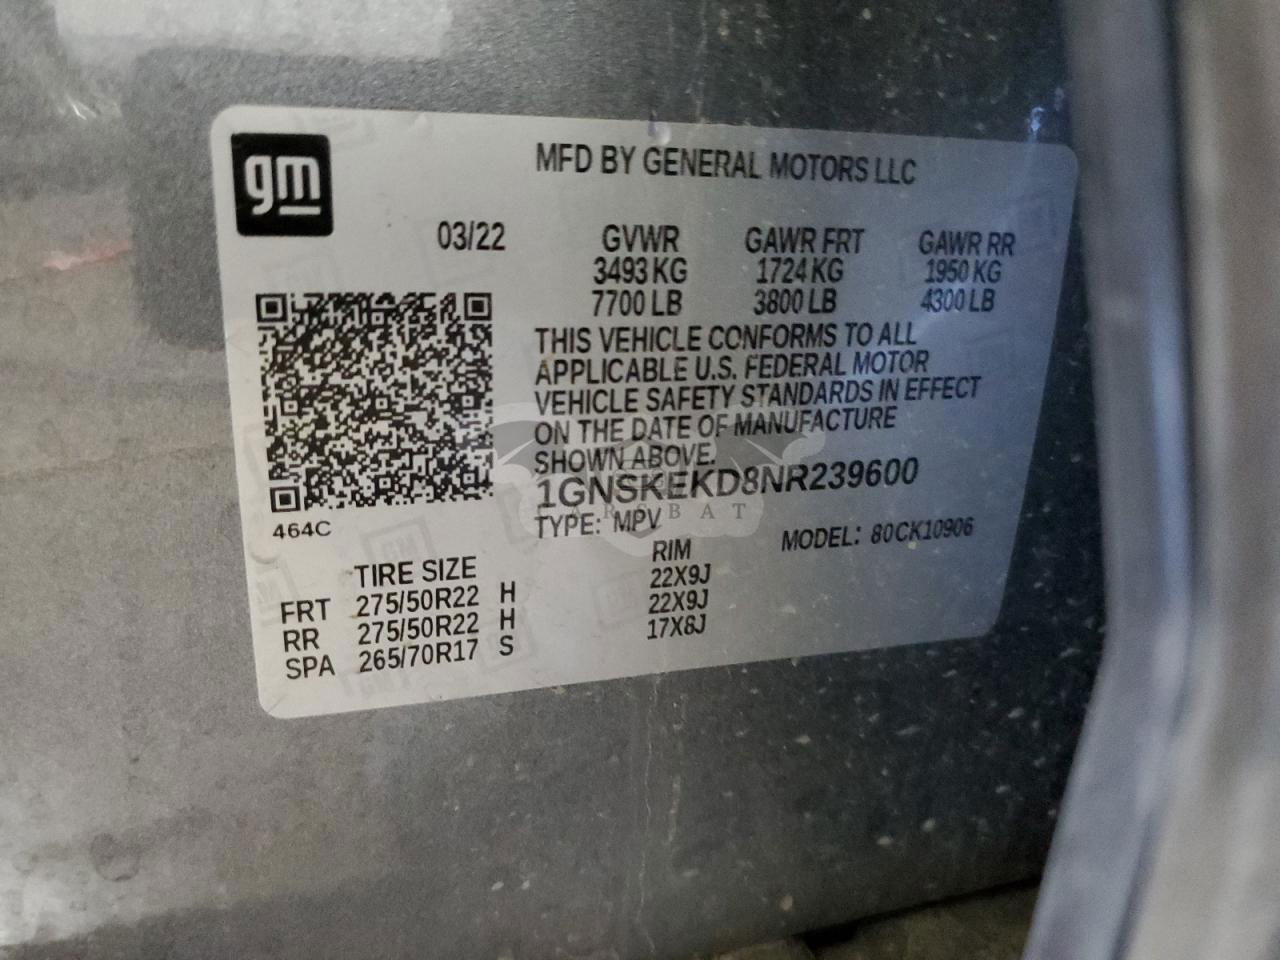 gm
MFD BY GENERAL MOTORS LLC
03/22
GVWR GAWR FRT GAWR RR
3493 KG 1724 KG 1950 KG
7700 LB 3800 LB 4300 LB
THIS VEHICLE CONFORMS TO ALL
APPLICABLE U.S. FEDERAL MOTOR
VEHICLE SAFETY STANDARDS IN EFFECT
ON THE DATE OF MANUFACTURE
SHOWN ABOVE.
1GNSKEKD8NR239600
464C
TYPE: MPV MODEL: 80CK10906
TIRE SIZE RIM
FRT 275/50R22 H 22X9J
RR 275/50R22 H 22X9J
SPA 265/70R17 S 17X8J